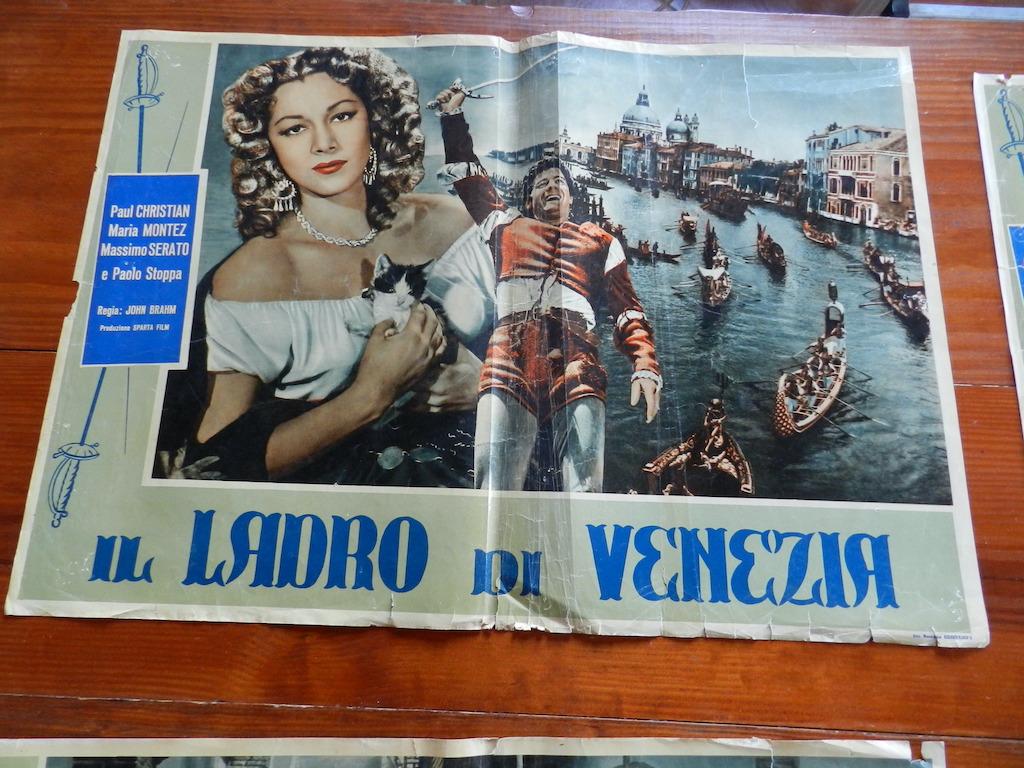 Paul CHRISTIAN
Maria MONTEZ
Massimo SERATO
e Paolo Stoppa
Regia: JOHN BRAHM
Produzione SPARTA FILM
IL LADRO DI VENEZIA